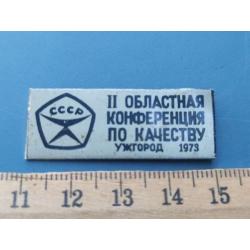 СССР
II ОБЛАСТНАЯ
КОНФЕРЕНЦИЯ
ПО КАЧЕСТВУ
УЖГОРОД 1973
11 12 13 14 15